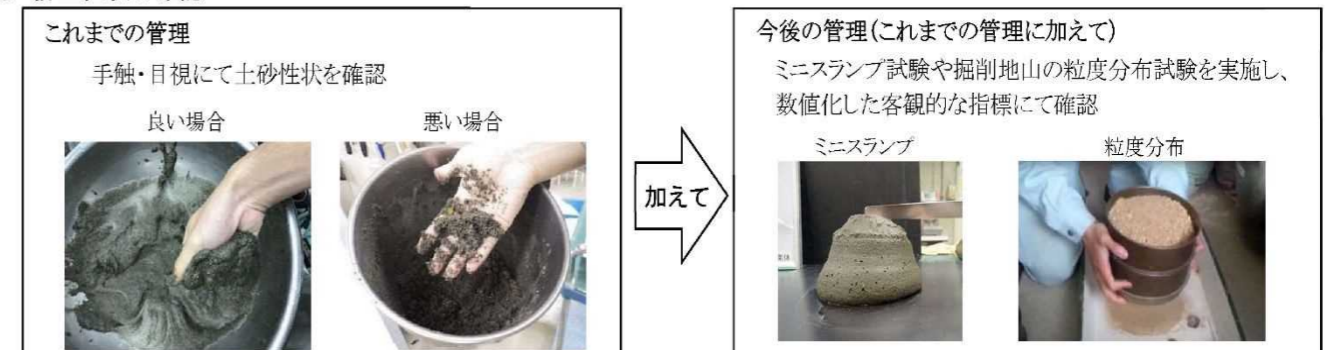 これまでの管理
手触・目視にて土砂性状を確認
良い場合
悪い場合
加えて
今後の管理(これまでの管理に加えて)
ミニスランプ試験や掘削地山の粒度分布試験を実施し、
数値化した客観的な指標にて確認
ミニスランプ
粒度分布